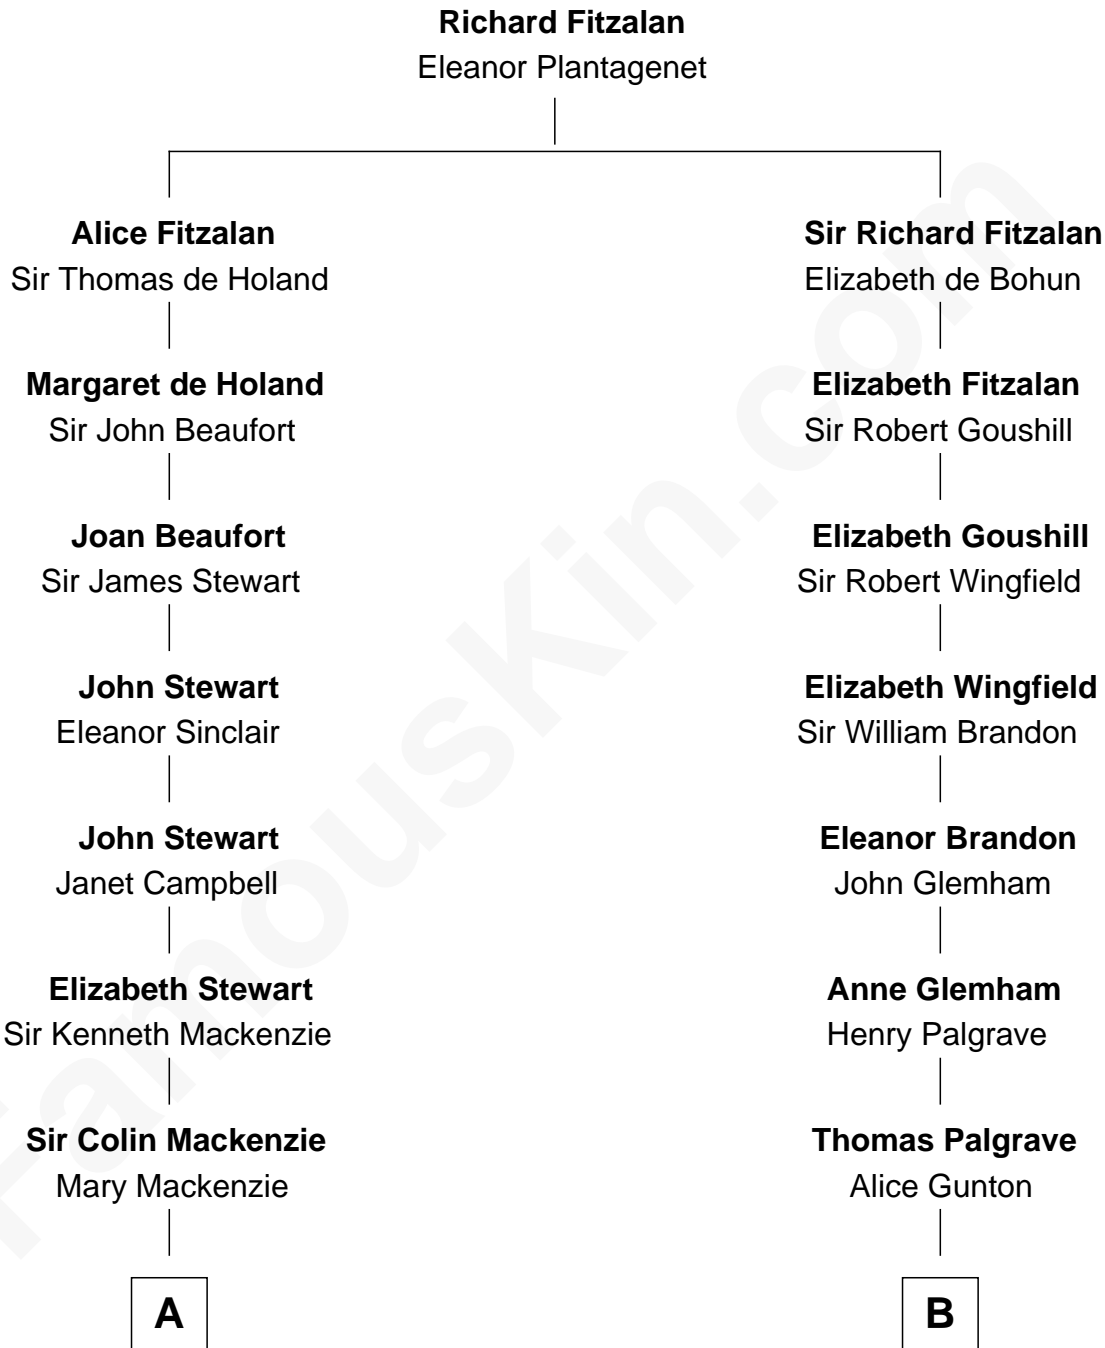 Richard Fitzalan
Eleanor Plantagenet
Alice Fitzalan
Sir Thomas de Holand
Margaret de Holand
Sir John Beaufort
Joan Beaufort
Sir James Stewart
John Stewart
Eleanor Sinclair
John Stewart
Janet Campbell
Elizabeth Stewart
Sir Kenneth Mackenzie
Sir Colin Mackenzie
Mary Mackenzie
A
Sir Richard Fitzalan
Elizabeth de Bohun
Elizabeth Fitzalan
Sir Robert Goushill
Elizabeth Goushill
Sir Robert Wingfield
Elizabeth Wingfield
Sir William Brandon
Eleanor Brandon
John Glemham
Anne Glemham
Henry Palgrave
Thomas Palgrave
Alice Gunton
B
FamousKin.com